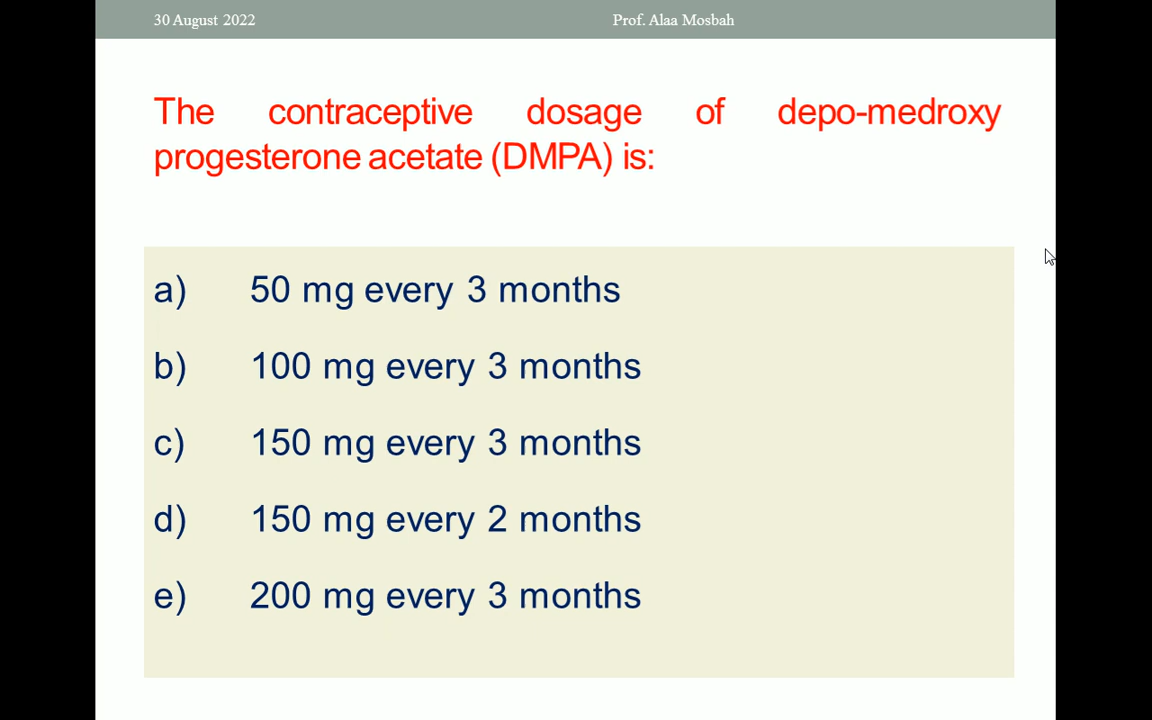 30 August 2022 Prof. Alaa Mosbah
The contraceptive dosage of depo-medroxy
progesterone acetate (DMPA) is:
a) 50 mg every 3 months
b) 100 mg every 3 months
c) 150 mg every 3 months
d) 150 mg every 2 months
e) 200 mg every 3 months